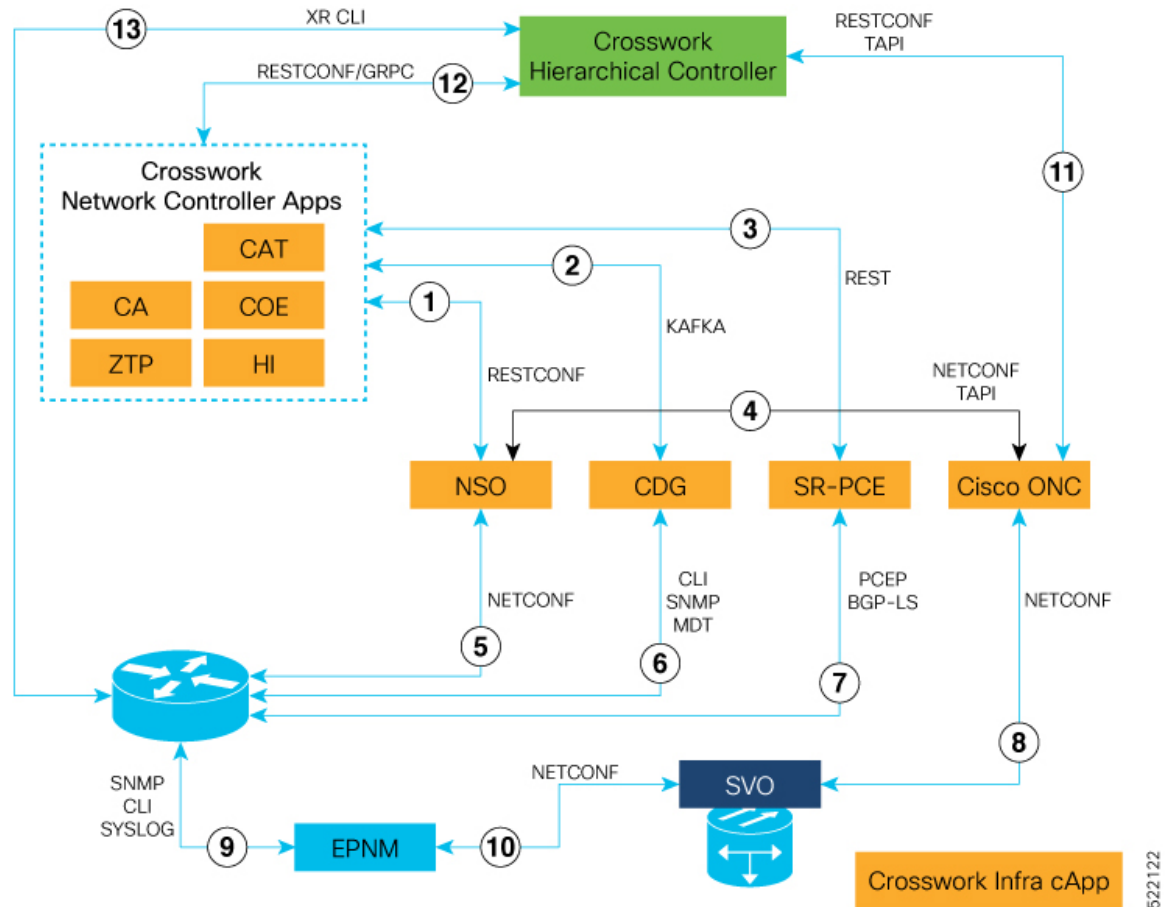 13
XR CLI
Crosswork
Hierarchical Controller
RESTCONF
TAPI
RESTCONF/GRPC
12
11
Crosswork
Network Controller Apps
CAT
CA
COE
ZTP
HI
3
2
1
REST
KAFKA
RESTCONF
NETCONF
TAPI
4
NSO
CDG
SR-PCE
Cisco ONC
NETCONF
CLI
SNMP
MDT
PCEP
BGP-LS
NETCONF
5
6
7
8
SNMP
CLI
SYSLOG
9
EPNM
10
NETCONF
SVO
Crosswork Infra cApp
522122